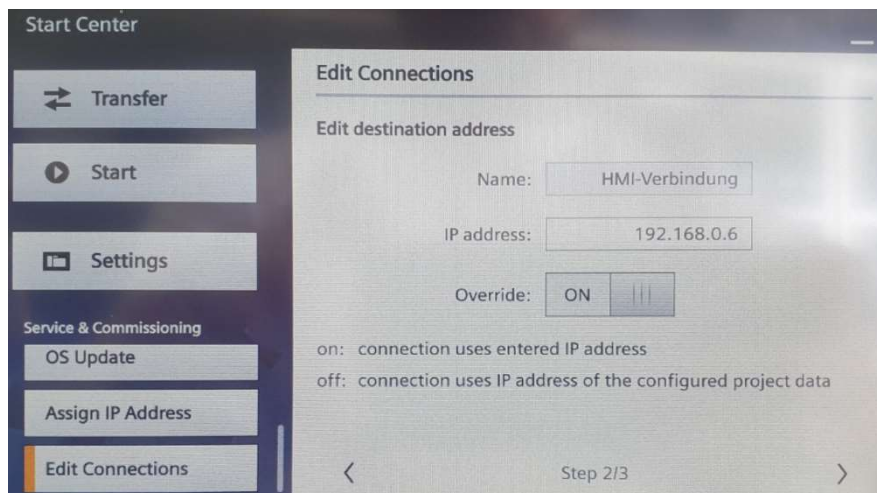 Start Center
Transfer
Start
Settings
Service & Commissioning
OS Update
Assign IP Address
Edit Connections
Edit Connections
Edit destination address
Name: HMI-Verbindung
IP address: 192.168.0.6
Override: ON
on: connection uses entered IP address
off: connection uses IP address of the configured project data
Step 2/3